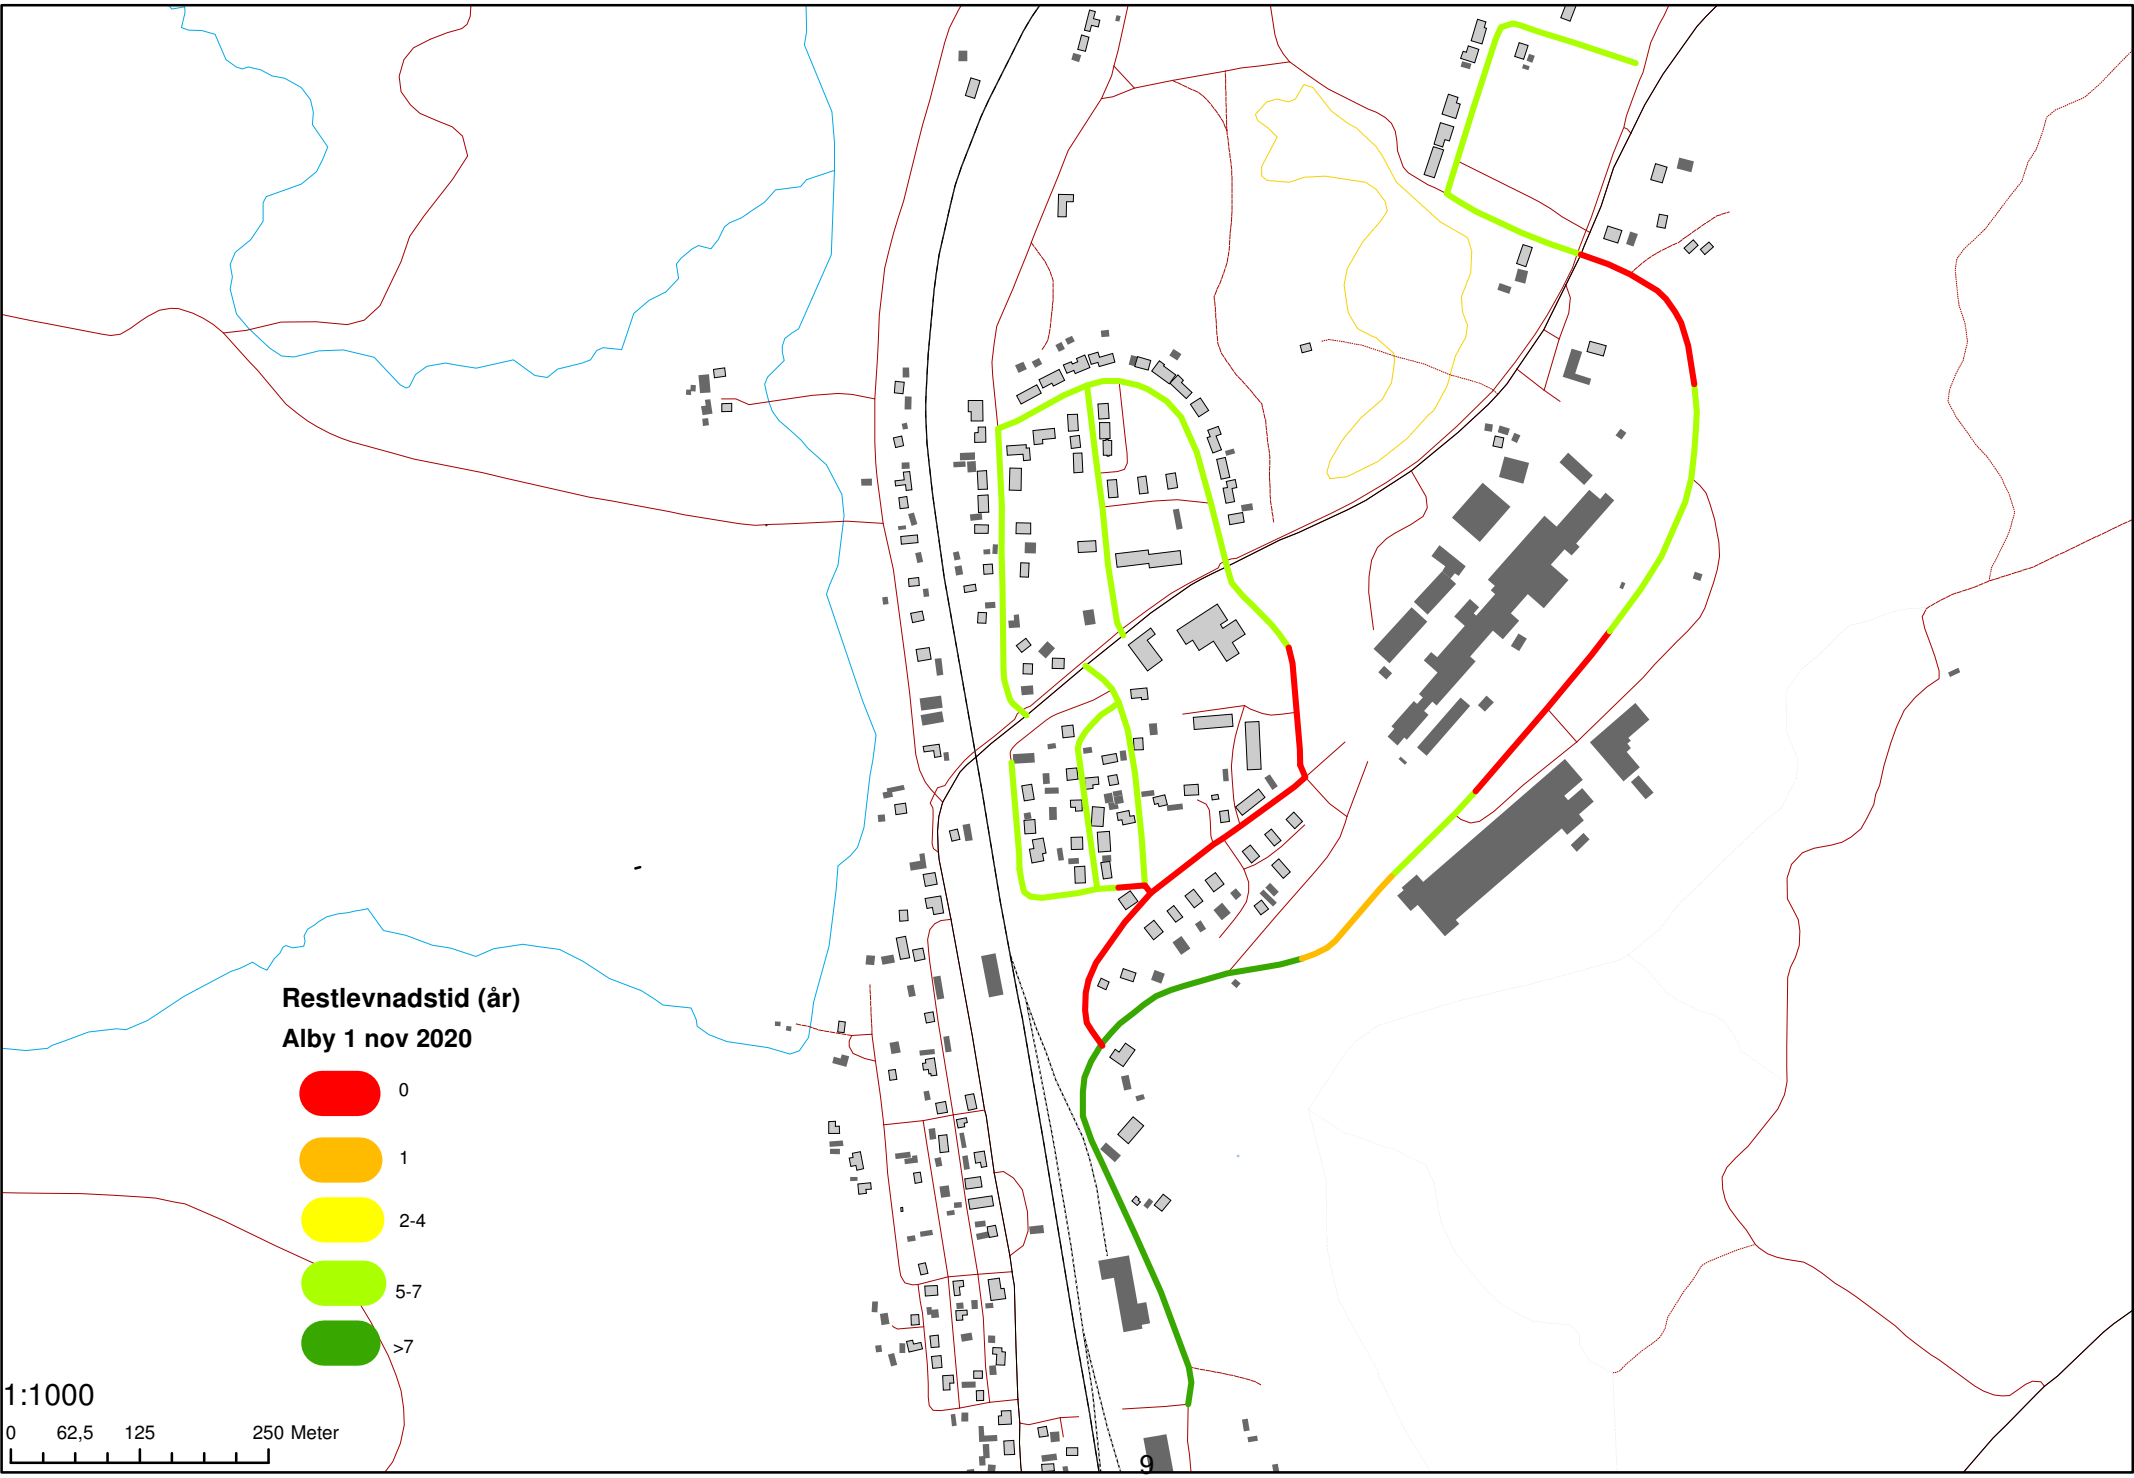 Restlevnadstid (år)
Alby 1 nov 2020
0
1
2-4
5-7
>7
1:1000
0 62,5 125 250 Meter
9